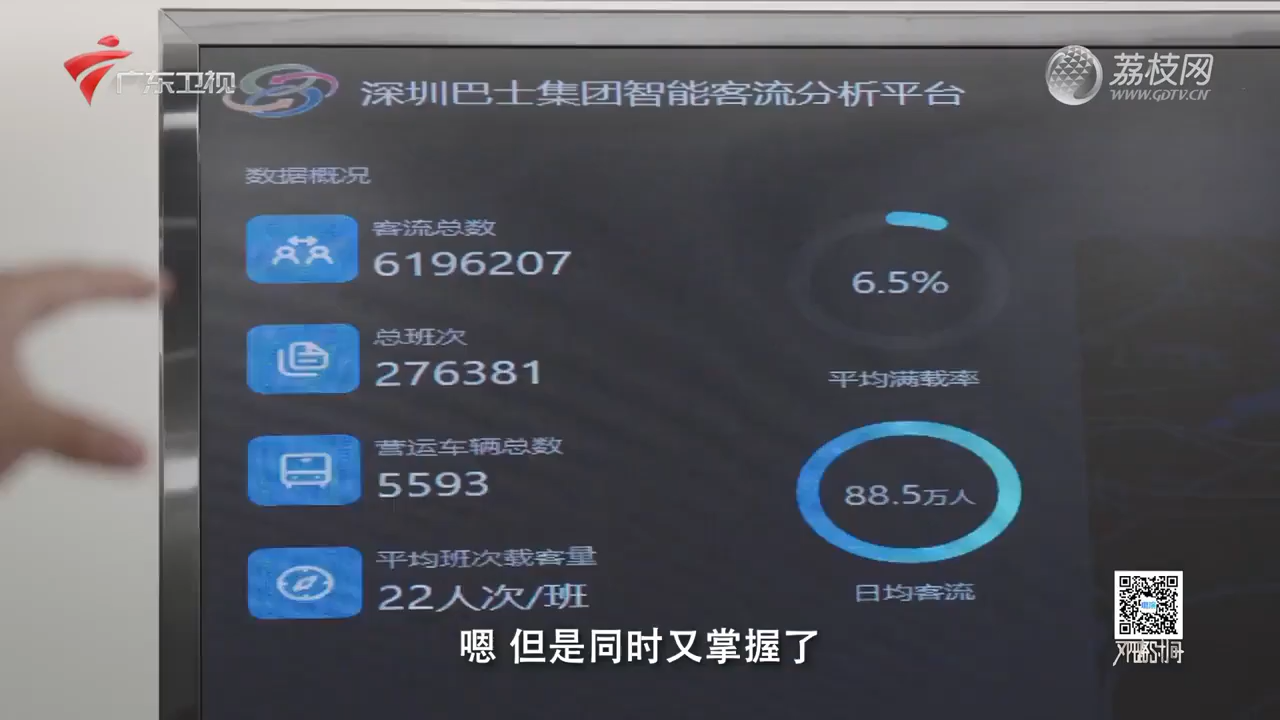 广东卫视
荔枝网
WWW.GDTV.CN
深圳巴士集团智能客流分析平台
数据概况
客流总数
6196207
总班次
276381
营运车辆总数
5593
平均班次载客量
22人次/班
6.5%
平均满载率
88.5万人
日均客流
嗯 但是同时又掌握了